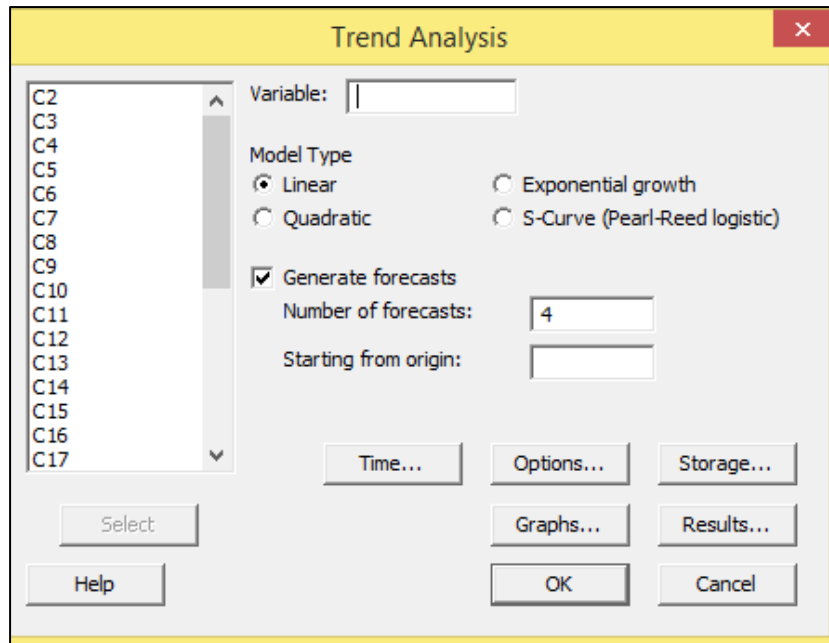 Trend Analysis
C2
C3
C4
C5
C6
C7
C8
C9
C10
C11
C12
C13
C14
C15
C16
C17
Variable:
Model Type
Linear
Exponential growth
Quadratic
S-Curve (Pearl-Reed logistic)
Generate forecasts
Number of forecasts: 4
Starting from origin:
Time... Options... Storage...
Select Graphs... Results...
Help OK Cancel